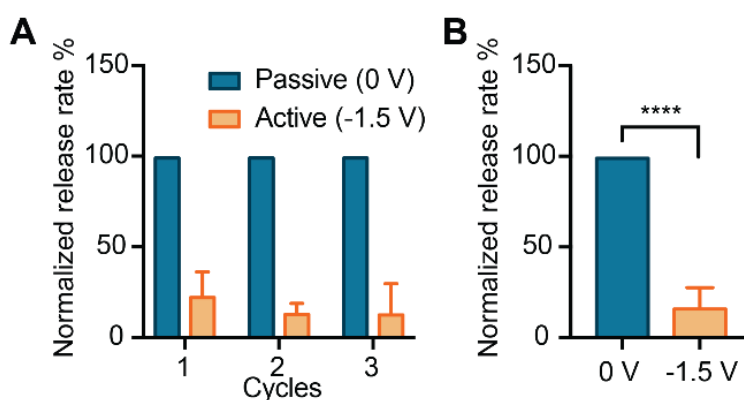 A
Normalized release rate %
150
100
50
0
Passive (0 V)
Active (-1.5 V)
1 2 3
Cycles
B
Normalized release rate %
150
100
50
0
****
0 V -1.5 V